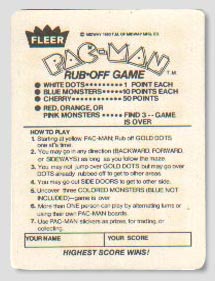 FLEER
© MIDWAY 1980 T.M. OF MIDWAY MFG. CO.
PAC-MAN T.M.
RUB•OFF GAME
WHITE DOTS 1 POINT EACH
BLUE MONSTERS 10 POINTS EACH
CHERRY 50 POINTS
RED, ORANGE, OR
PINK MONSTERS FIND 3--GAME
IS OVER
HOW TO PLAY
1. Starting at yellow PAC-MAN, Rub off GOLD DOTS
one at a time.
2. You may go in any direction (BACKWARD, FORWARD,
or SIDEWAYS) as long as you follow the maze
3. You may not jump over GOLD DOTS but may go over
DOTS already rubbed off to get to other areas
4. You may go out SIDE DOORS to get to other side.
5. Uncover three COLORED MONSTERS (BLUE NOT
INCLUDED)—game is over
6. More than ONE person can play by alternating turns or
using their own PAC-MAN boards.
7. Use PAC-MAN stickers as prizes, for trading, or
collecting.
YOUR NAME YOUR SCORE
HIGHEST SCORE WINS!